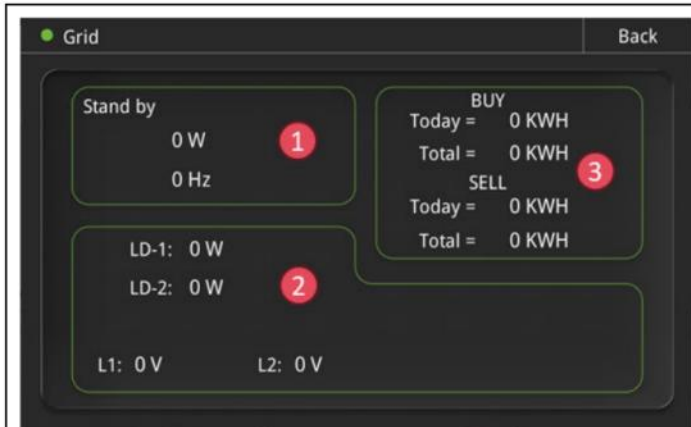 Grid Back
Stand by
0 W
0 Hz
1
BUY
Today = 0 KWH
Total = 0 KWH
SELL
Today = 0 KWH
Total = 0 KWH
3
LD-1: 0 W
LD-2: 0 W
2
L1: 0 V L2: 0 V